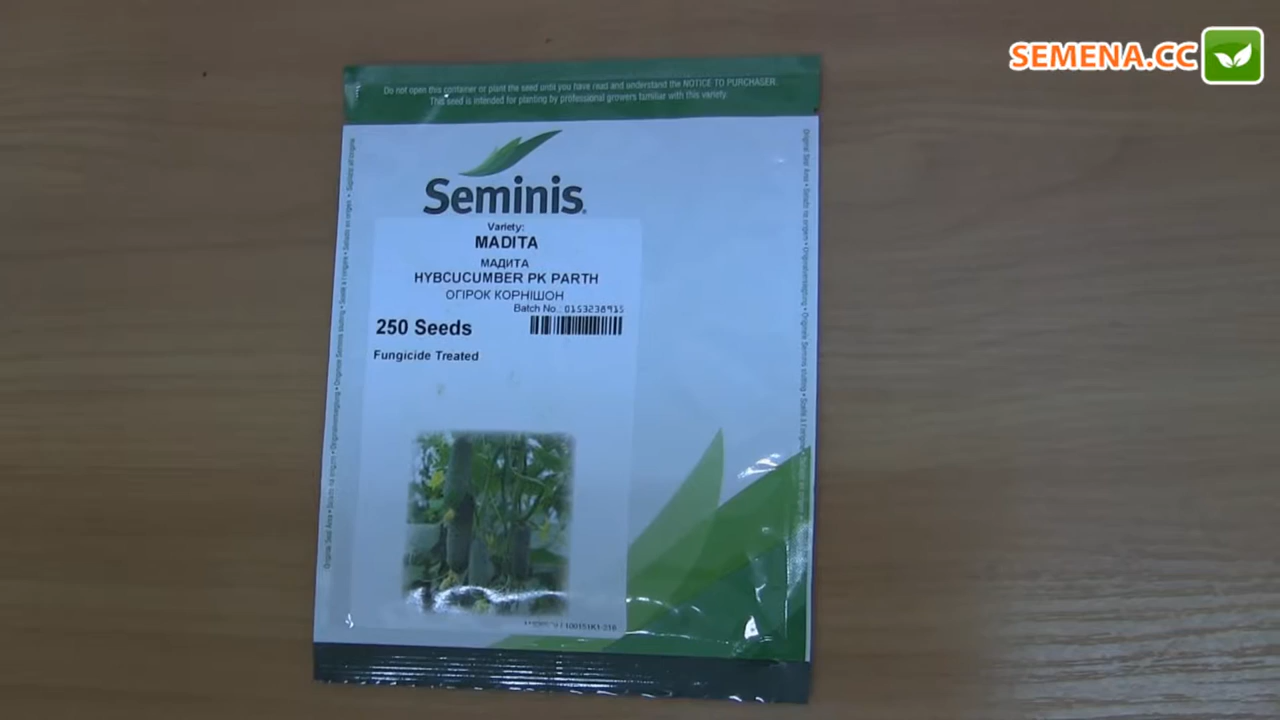 SEMENA.CC
Do not open this container or plant the seed until you have read and understand the NOTICE TO PURCHASER.
This seed is intended for planting by professional growers familiar with this variety.
Seminis
Variety:
MADITA
МАДИТА
HYBCUCUMBER PK PARTH
ОГІРОК КОРНІШОН
Batch No.: 0153238915
250 Seeds
Fungicide Treated